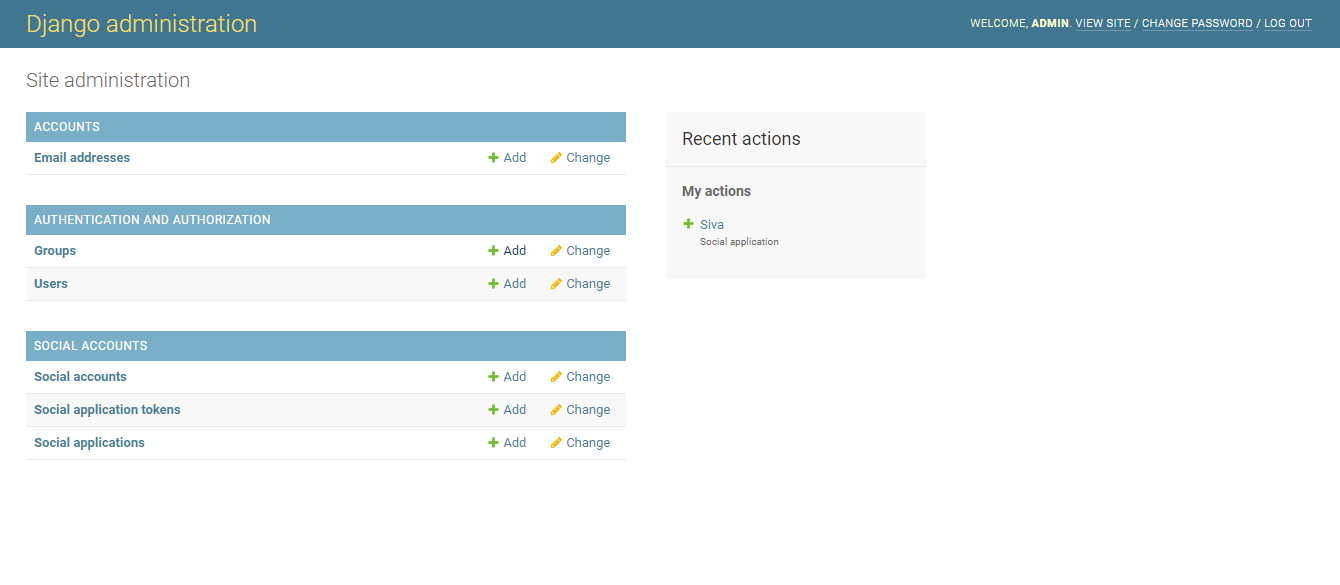 Django administration
WELCOME, ADMIN. VIEW SITE / CHANGE PASSWORD / LOG OUT
Site administration
ACCOUNTS
Email addresses Add Change
AUTHENTICATION AND AUTHORIZATION
Groups Add Change
Users Add Change
SOCIAL ACCOUNTS
Social accounts Add Change
Social application tokens Add Change
Social applications Add Change
Recent actions
My actions
Siva
Social application